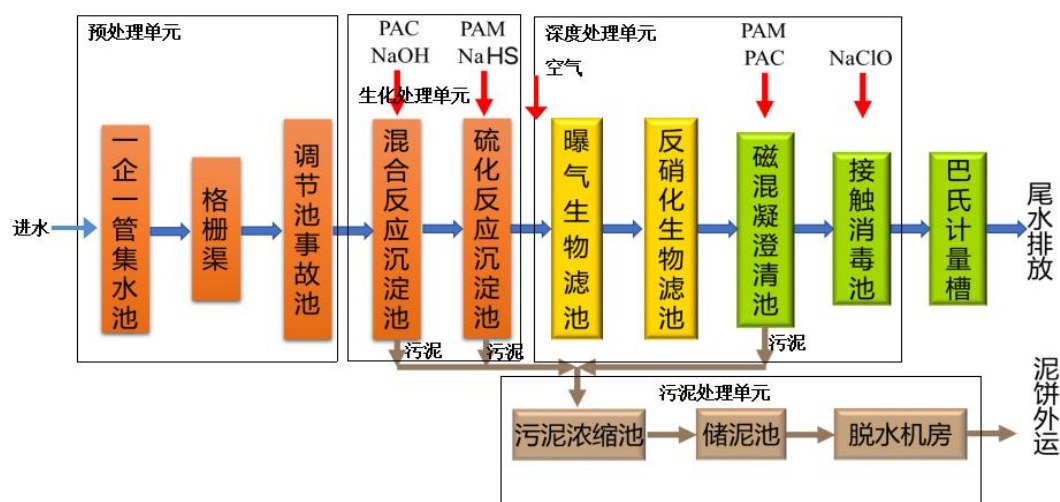 预处理单元
PAC
NaOH
PAM
NaHS
生化处理单元
深度处理单元
空气
PAM
PAC
NaClO
进水
一企一管集水池
格栅渠
调节池事故池
混合反应沉淀池
硫化反应沉淀池
曝气生物滤池
反硝化生物滤池
磁混凝澄清池
接触消毒池
巴氏计量槽
尾水排放
污泥
污泥
污泥
污泥处理单元
污泥浓缩池
储泥池
脱水机房
泥饼外运